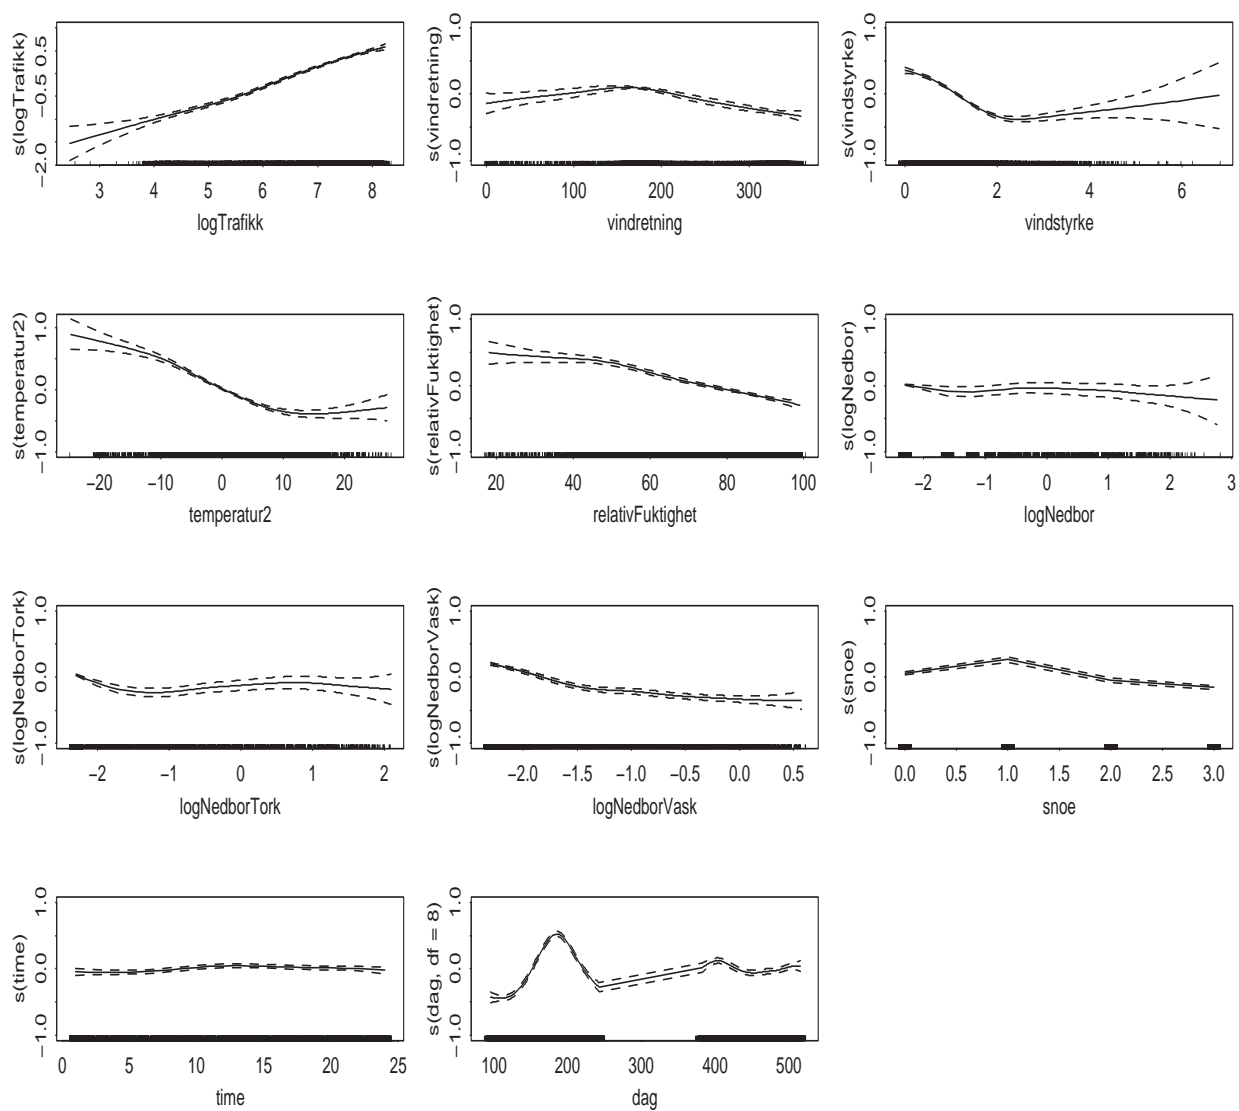 s(logTrafikk)
−2.0 −0.5 0.5
3 4 5 6 7 8
logTrafikk
s(vindretning)
−1.0 0.0 1.0
0 100 200 300
vindretning
s(vindstyrke)
−1.0 0.0 1.0
0 2 4 6
vindstyrke
s(temperatur2)
−1.0 0.0 1.0
−20 −10 0 10 20
temperatur2
s(relativFuktighet)
−1.0 0.0 1.0
20 40 60 80 100
relativFuktighet
s(logNedbor)
−1.0 0.0 1.0
−2 −1 0 1 2 3
logNedbor
s(logNedborTork)
−1.0 0.0 1.0
−2 −1 0 1 2
logNedborTork
s(logNedborVask)
−1.0 0.0 1.0
−2.0 −1.5 −1.0 −0.5 0.0 0.5
logNedborVask
s(snoe)
−1.0 0.0 1.0
0.0 0.5 1.0 1.5 2.0 2.5 3.0
snoe
s(time)
−1.0 0.0 1.0
0 5 10 15 20 25
time
s(dag, df = 8)
−1.0 0.0 1.0
100 200 300 400 500
dag